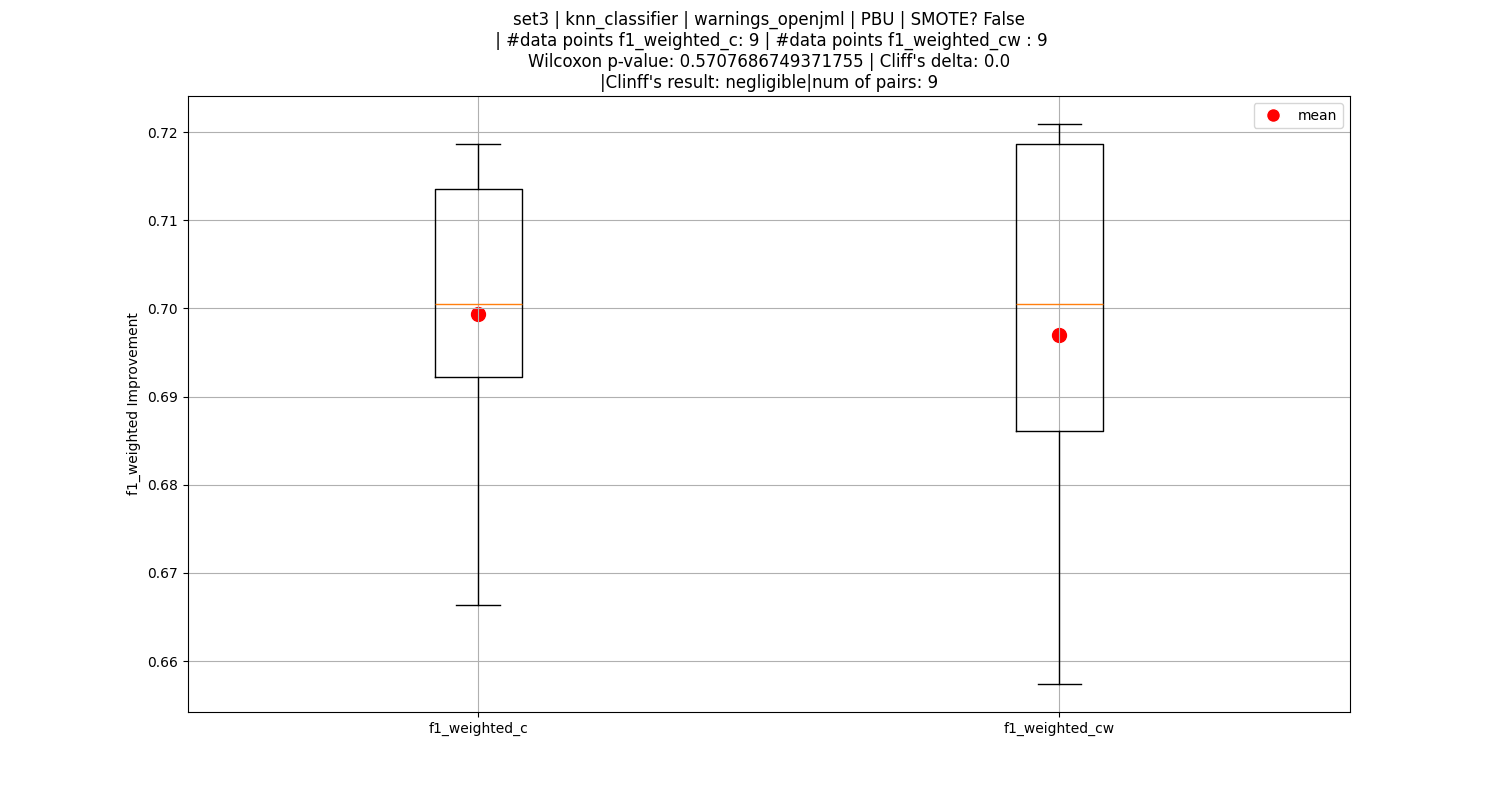 set3 | knn_classifier | warnings_openjml | PBU | SMOTE? False
| #data points f1_weighted_c: 9 | #data points f1_weighted_cw : 9
Wilcoxon p-value: 0.5707686749371755 | Cliff's delta: 0.0
|Clinff's result: negligible|num of pairs: 9
mean
0.72
0.71
0.70
0.69
0.68
0.67
0.66
f1_weighted Improvement
f1_weighted_c
f1_weighted_cw